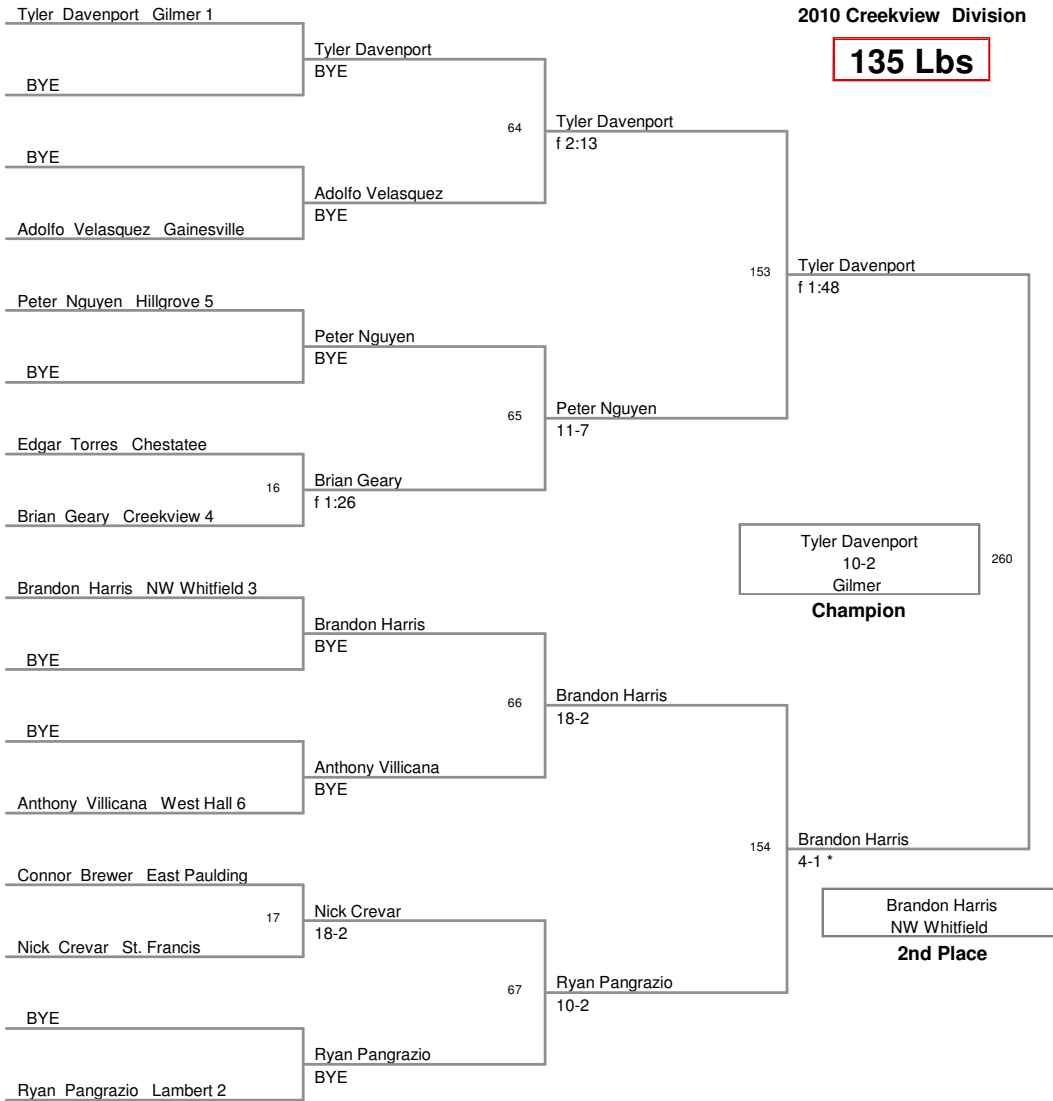 2010 Creekview Division
135 Lbs
Tyler Davenport Gilmer 1
BYE
Tyler Davenport
BYE
64
BYE
Adolfo Velasquez Gainesville
Adolfo Velasquez
BYE
Tyler Davenport
f 2:13
Peter Nguyen Hillgrove 5
BYE
Peter Nguyen
BYE
65
Edgar Torres Chestatee
16
Brian Geary Creekview 4
Brian Geary
f 1:26
Peter Nguyen
11-7
153
Tyler Davenport
f 1:48
Brandon Harris NW Whitfield 3
BYE
Brandon Harris
BYE
66
BYE
Anthony Villicana West Hall 6
Anthony Villicana
BYE
Brandon Harris
18-2
Connor Brewer East Paulding
17
Nick Crevar St. Francis
Nick Crevar
18-2
67
BYE
Ryan Pangrazio Lambert 2
Ryan Pangrazio
BYE
Ryan Pangrazio
10-2
154
Brandon Harris
4-1 *
260
Tyler Davenport
10-2
Gilmer
Champion
Brandon Harris
NW Whitfield
2nd Place